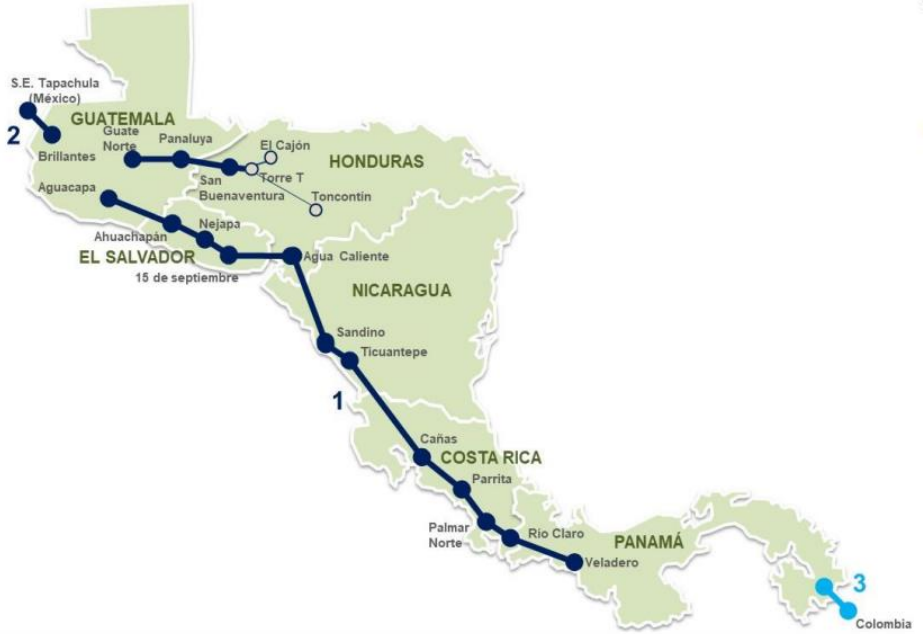 S.E. Tapachula
(México)
GUATEMALA
2
Guate
Norte
Panaluya
El Cajón
HONDURAS
Brillantes
San
Buenaventura
Torre T
Aguacapa
Toncontín
Nejapa
Ahuachapán
EL SALVADOR
Agua Caliente
15 de septiembre
NICARAGUA
Sandino
Ticuantepe
1
Cañas
COSTA RICA
Parrita
Palmar
Norte
Río Claro
PANAMÁ
Veladero
3
Colombia